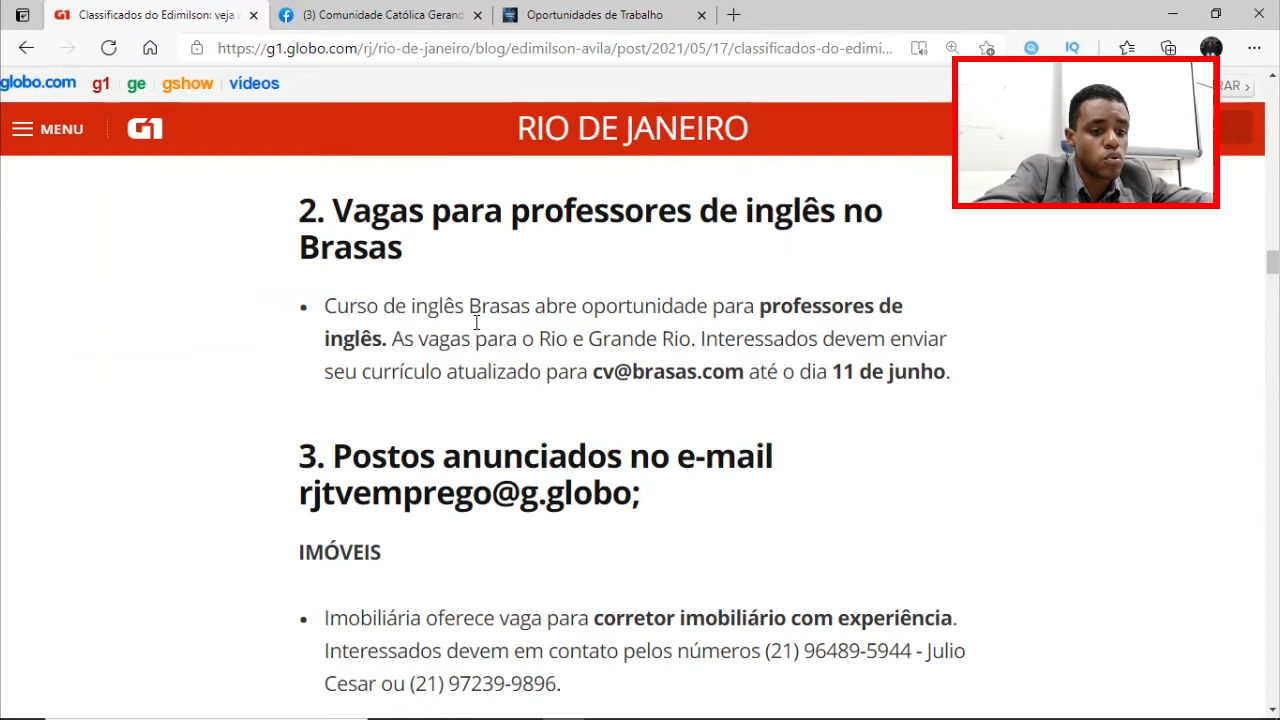 Classificados do Edimilson: veja
(3) Comunidade Católica Gerand
Oportunidades de Trabalho
https://g1.globo.com/rj/rio-de-janeiro/blog/edimilson-avila/post/2021/05/17/classificados-do-edimi...
globo.com g1 ge gshow vídeos
RAR
MENU G1 RIO DE JANEIRO
2. Vagas para professores de inglês no
Brasas
• Curso de inglês Brasas abre oportunidade para professores de
inglês. As vagas para o Rio e Grande Rio. Interessados devem enviar
seu currículo atualizado para cv@brasas.com até o dia 11 de junho.
3. Postos anunciados no e-mail
rjtvemprego@g.globo;
IMÓVEIS
• Imobiliária oferece vaga para corretor imobiliário com experiência.
Interessados devem em contato pelos números (21) 96489-5944 - Julio
Cesar ou (21) 97239-9896.